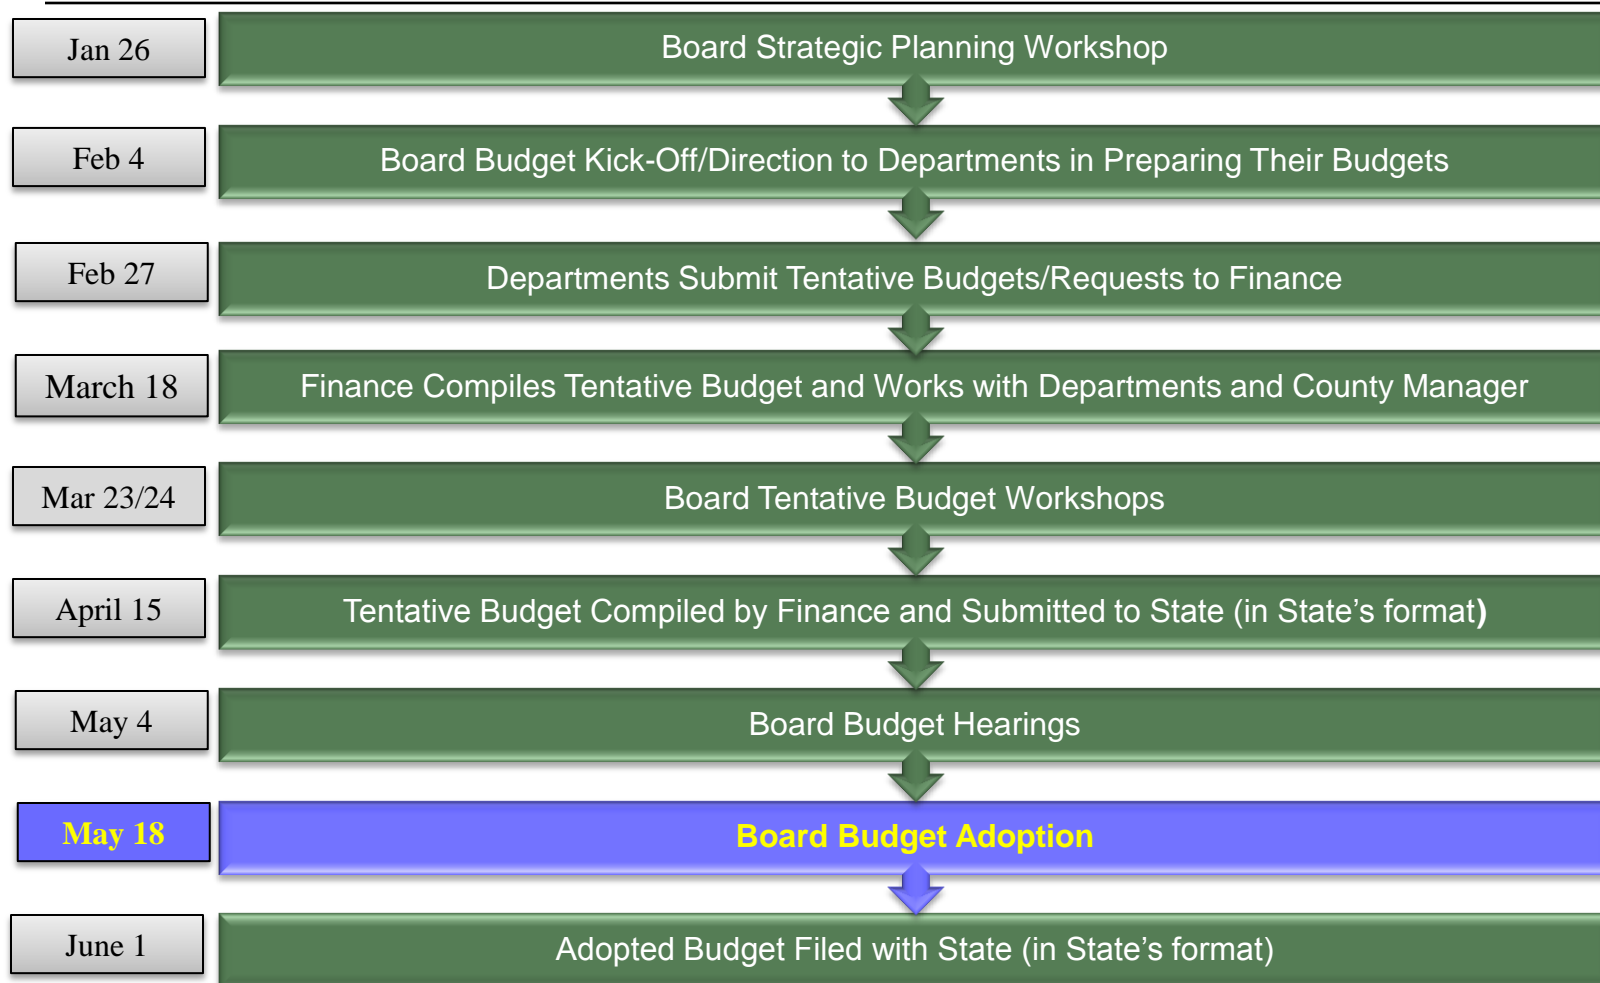 Jan 26
Board Strategic Planning Workshop
Feb 4
Board Budget Kick-Off/Direction to Departments in Preparing Their Budgets
Feb 27
Departments Submit Tentative Budgets/Requests to Finance
March 18
Finance Compiles Tentative Budget and Works with Departments and County Manager
Mar 23/24
Board Tentative Budget Workshops
April 15
Tentative Budget Compiled by Finance and Submitted to State (in State’s format)
May 4
Board Budget Hearings
May 18
Board Budget Adoption
June 1
Adopted Budget Filed with State (in State’s format)